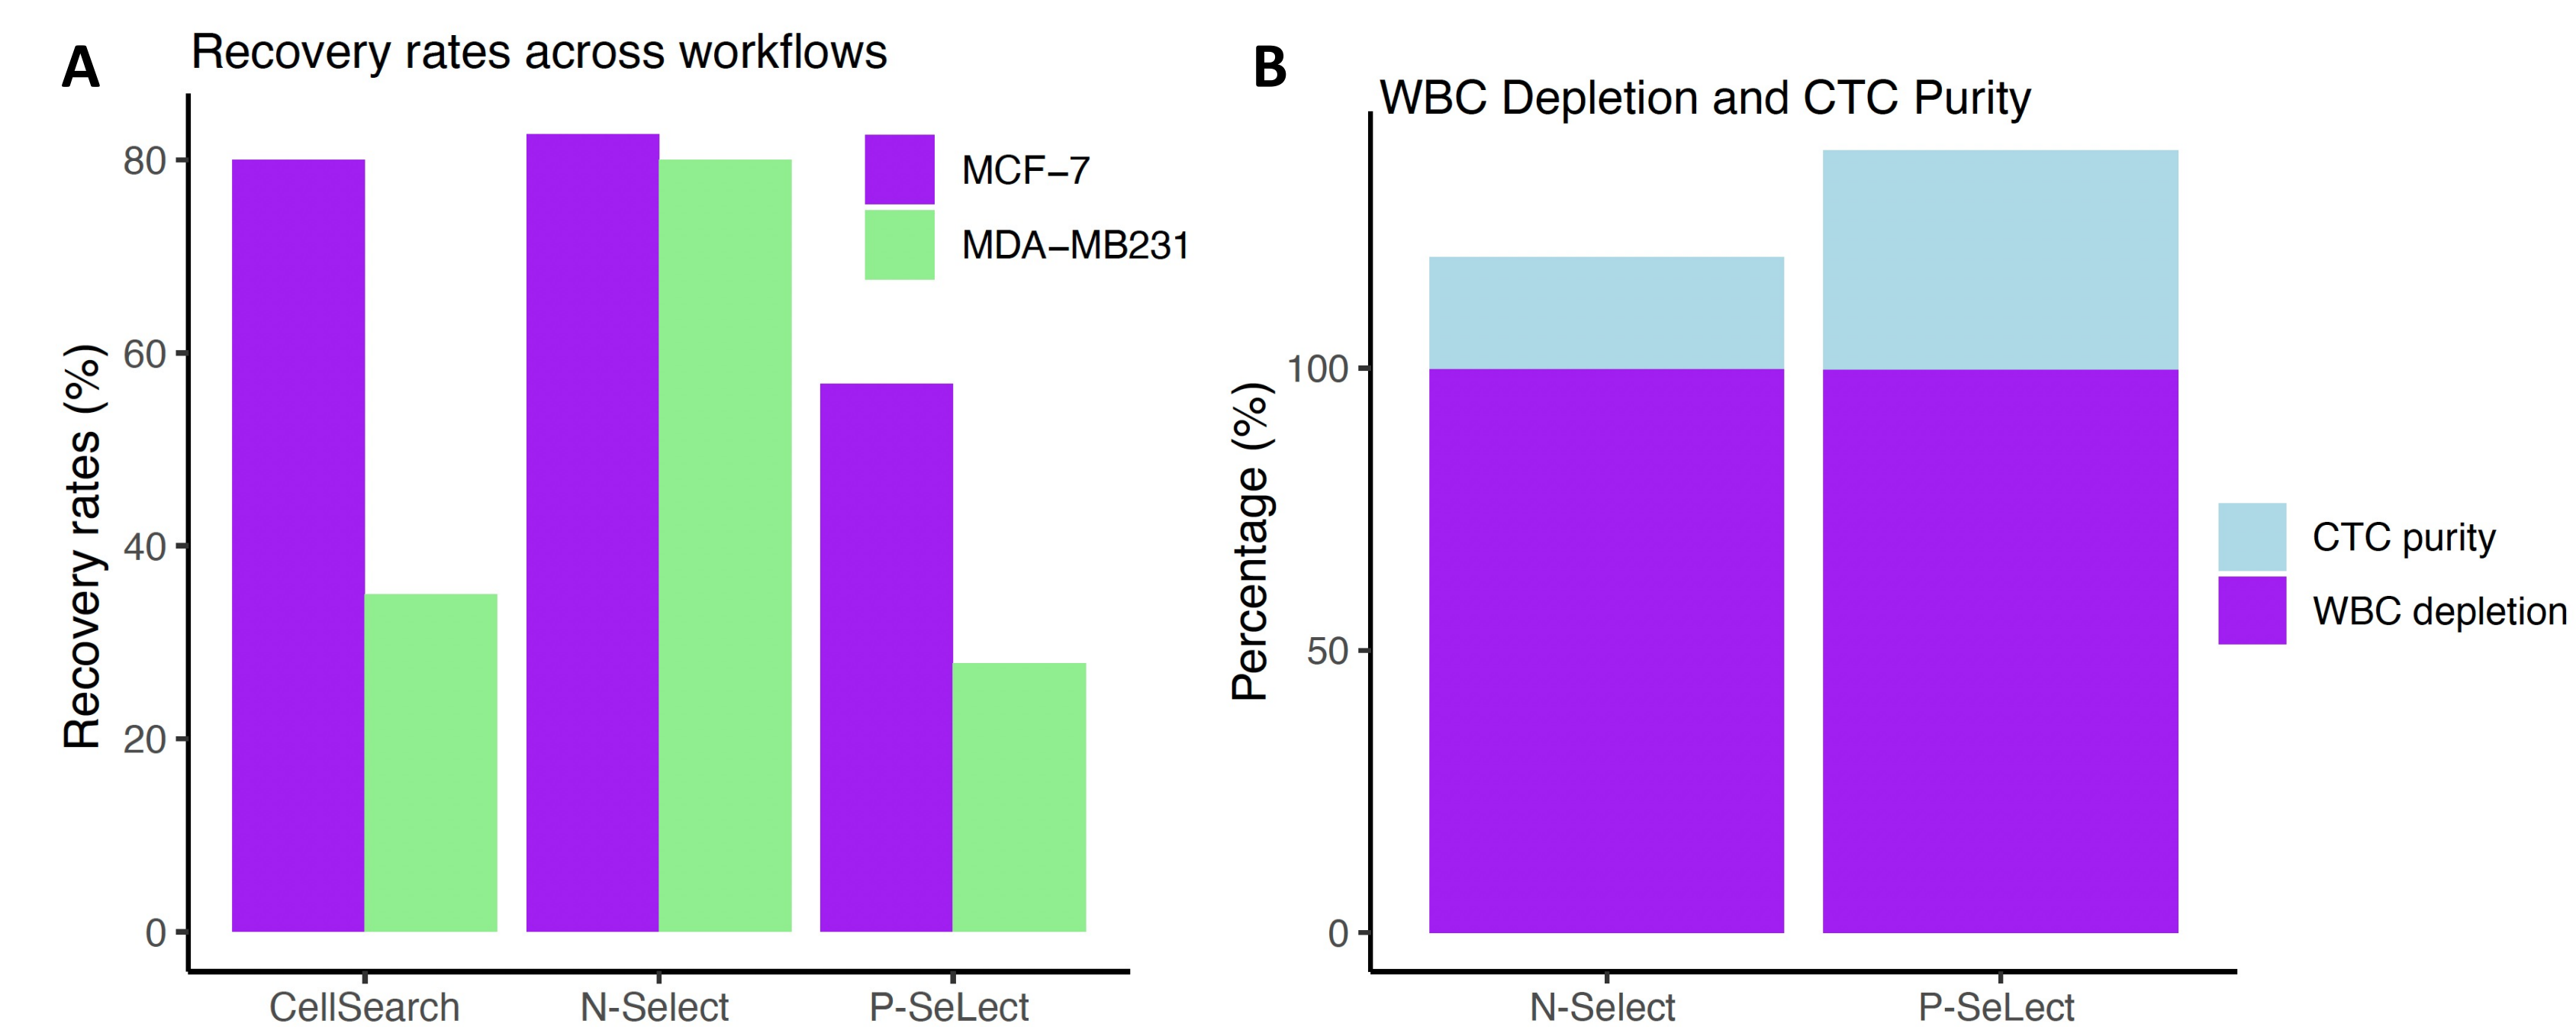 A
Recovery rates across workflows
Recovery rates (%)
80
60
40
20
0
MCF−7
MDA−MB231
CellSearch
N-Select
P-SeLect
B
WBC Depletion and CTC Purity
Percentage (%)
100
50
0
CTC purity
WBC depletion
N-Select
P-SeLect